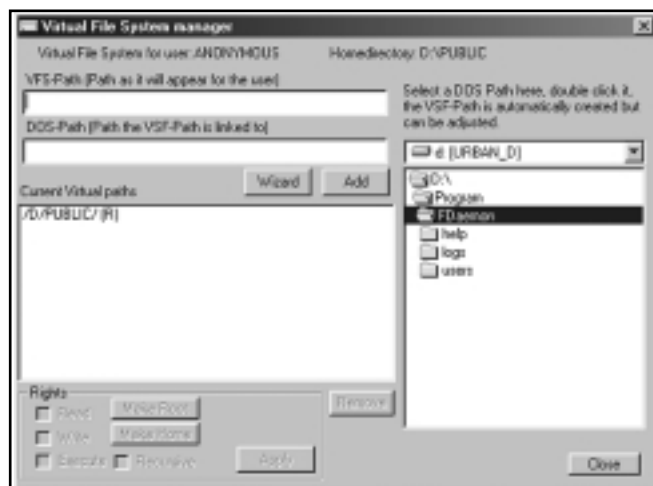 Virtual File System manager
Virtual File System for user: ANONYMOUS
Homedirectory: D:\PUBLIC
VFS-Path (Path as it will appear for the user)
DOS-Path (Path the VSF-Path is linked to)
Wizard
Add
Current Virtual paths
/D:/PUBLIC/ (R)
Select a DOS Path here, double click it,
the VSF-Path is automatically created but
can be adjusted.
d: [URBAN_D]
D:\
Program
FDaemon
help
logs
users
Rights
Read
Make Root
Write
Make Home
Execute
Recursive
Apply
Remove
Close